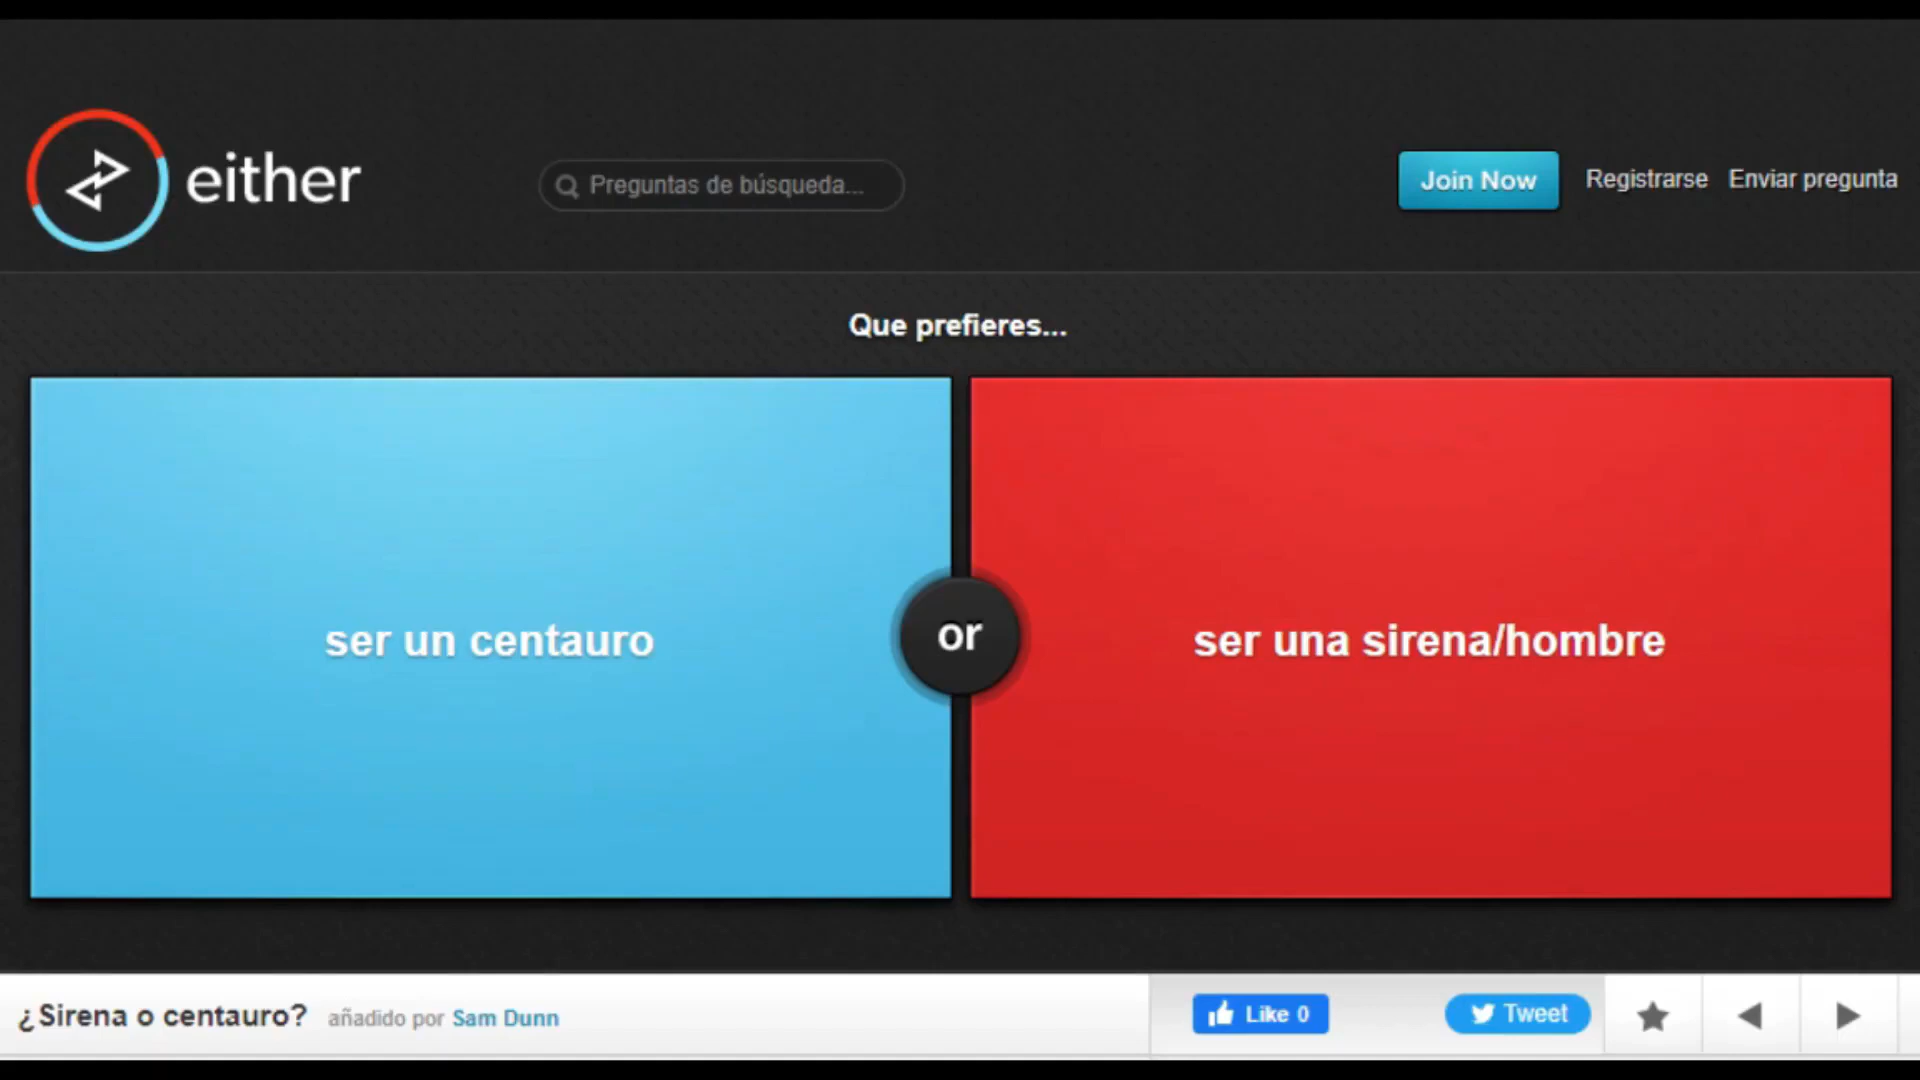 either
Preguntas de búsqueda...
Join Now
Registrarse
Enviar pregunta
Que prefieres...
ser un centauro
or
ser una sirena/hombre
¿Sirena o centauro? añadido por Sam Dunn
Like 0
Tweet